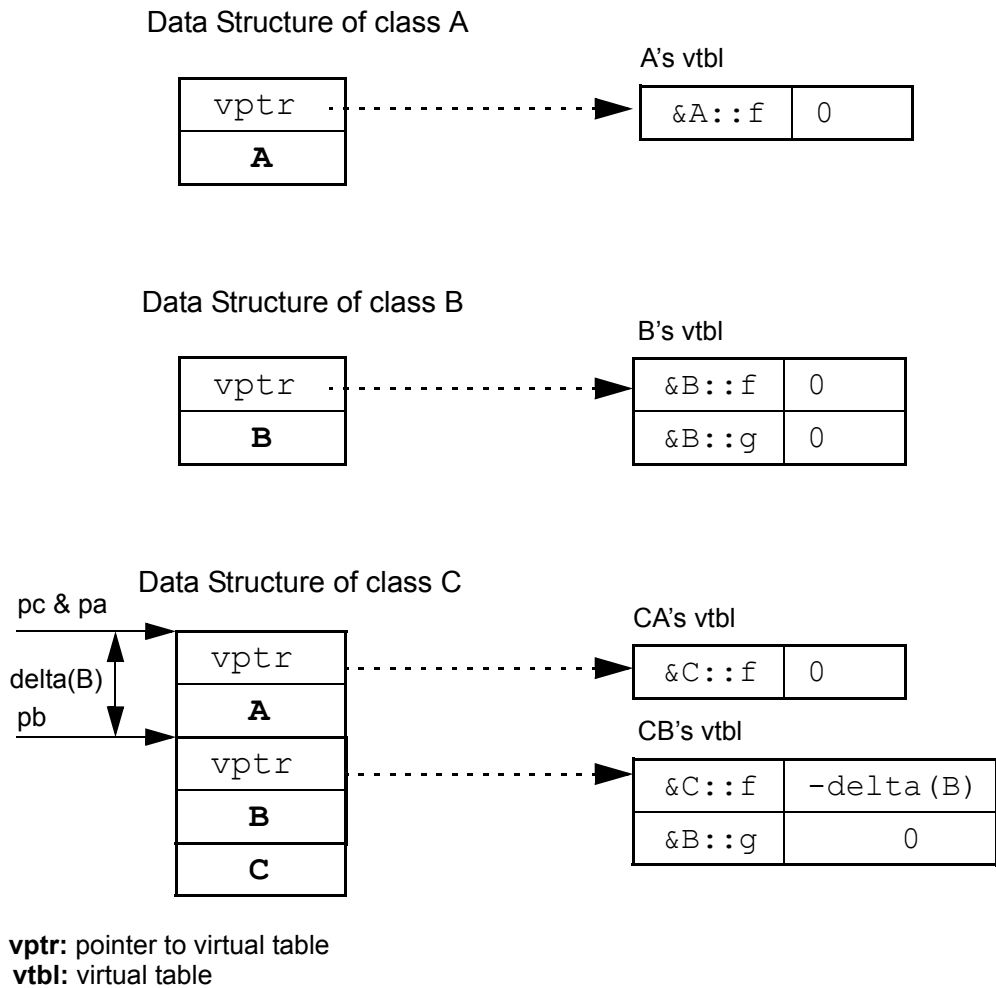 Data Structure of class A
A's vtbl
vptr
&A::f 0
A
Data Structure of class B
B's vtbl
vptr
&B::f 0
B
&B::g 0
Data Structure of class C
pc & pa
CA's vtbl
vptr
&C::f 0
delta(B)
A
pb
CB's vtbl
vptr
&C::f -delta(B)
B
&B::g 0
C
vptr: pointer to virtual table
vtbl: virtual table